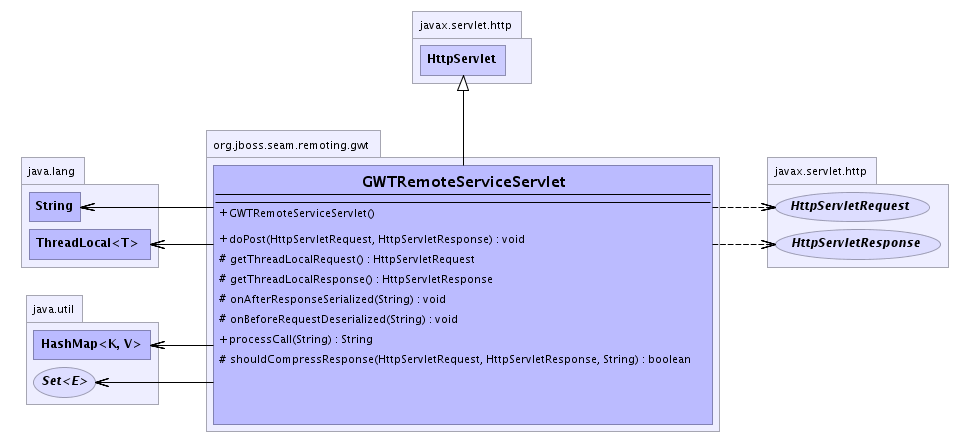 javax.servlet.http
HttpServlet
org.jboss.seam.remoting.gwt
GWTRemoteServiceServlet
+ GWTRemoteServiceServlet()
+ doPost(HttpServletRequest, HttpServletResponse) : void
# getThreadLocalRequest() : HttpServletRequest
# getThreadLocalResponse() : HttpServletResponse
# onAfterResponseSerialized(String) : void
# onBeforeRequestDeserialized(String) : void
+ processCall(String) : String
# shouldCompressResponse(HttpServletRequest, HttpServletResponse, String) : boolean
java.lang
String
ThreadLocal<T>
java.util
HashMap<K, V>
Set<E>
javax.servlet.http
HttpServletRequest
HttpServletResponse